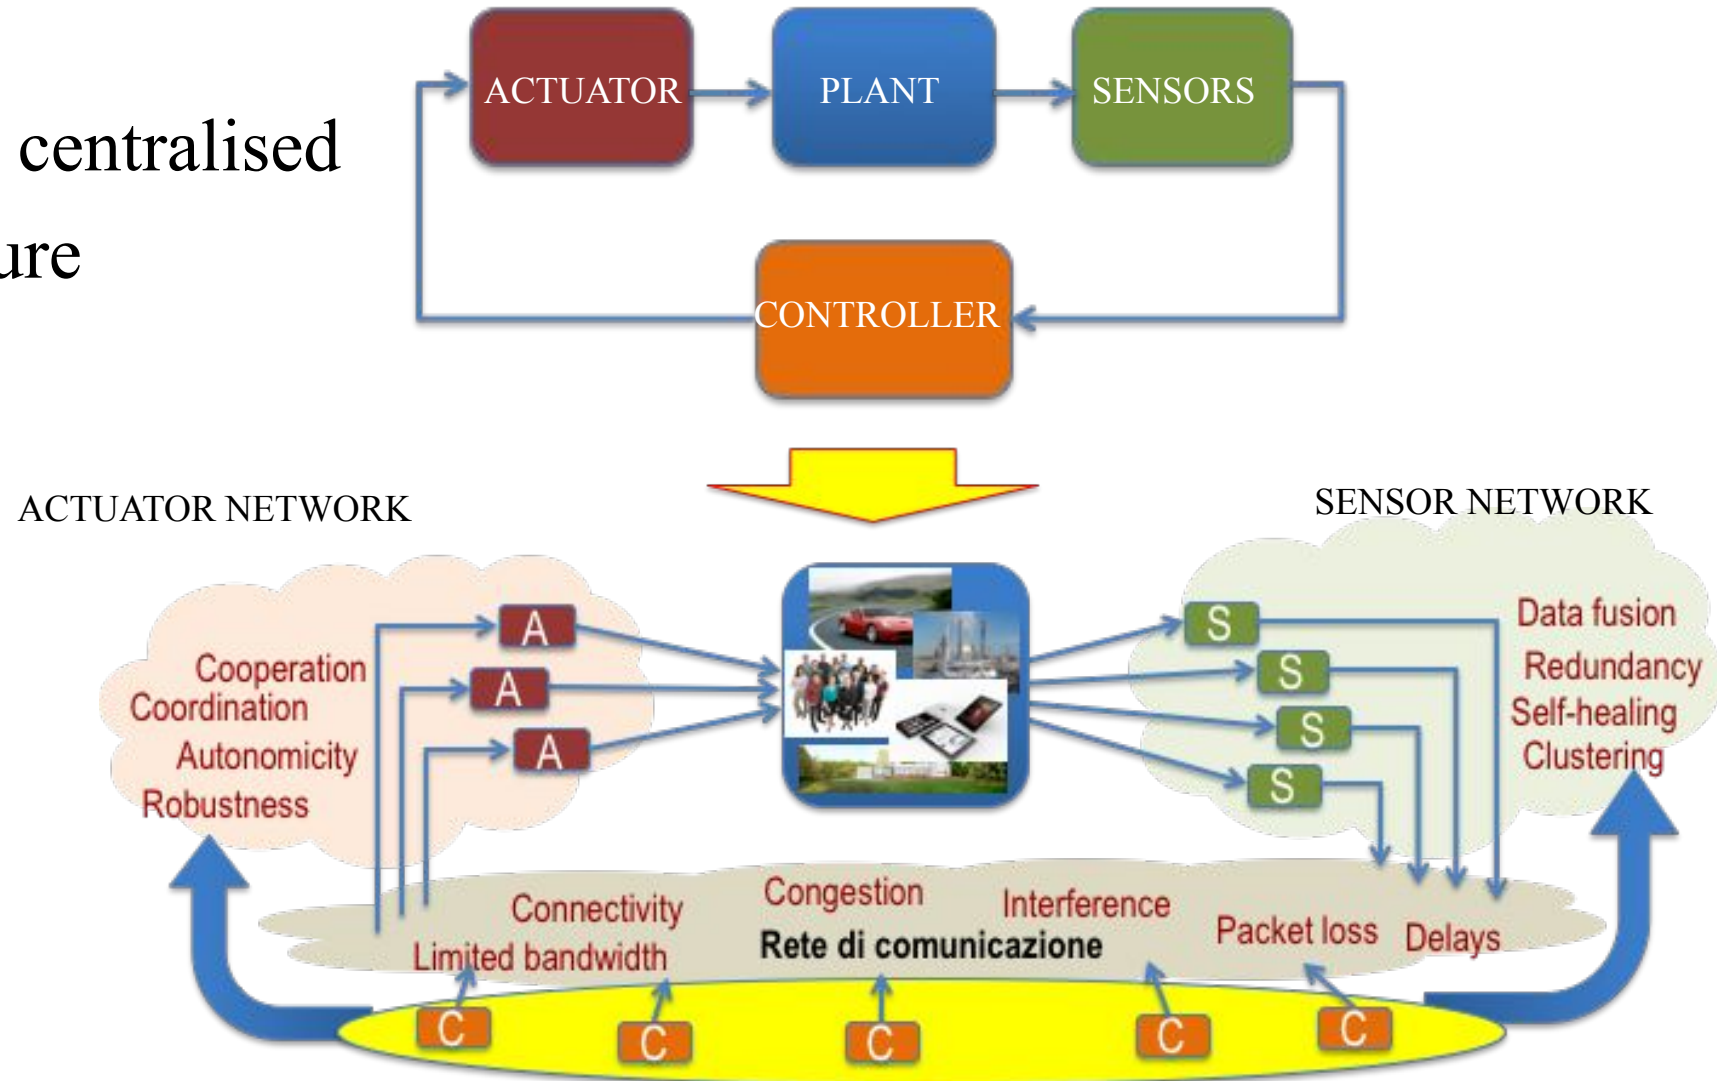 ACTUATOR
PLANT
SENSORS
centralised
ure
CONTROLLER
ACTUATOR NETWORK
SENSOR NETWORK
A
A
A
Cooperation
Coordination
Autonomicity
Robustness
S
S
S
S
Data fusion
Redundancy
Self-healing
Clustering
Connectivity
Congestion
Interference
Limited bandwidth
Rete di comunicazione
Packet loss
Delays
C
C
C
C
C